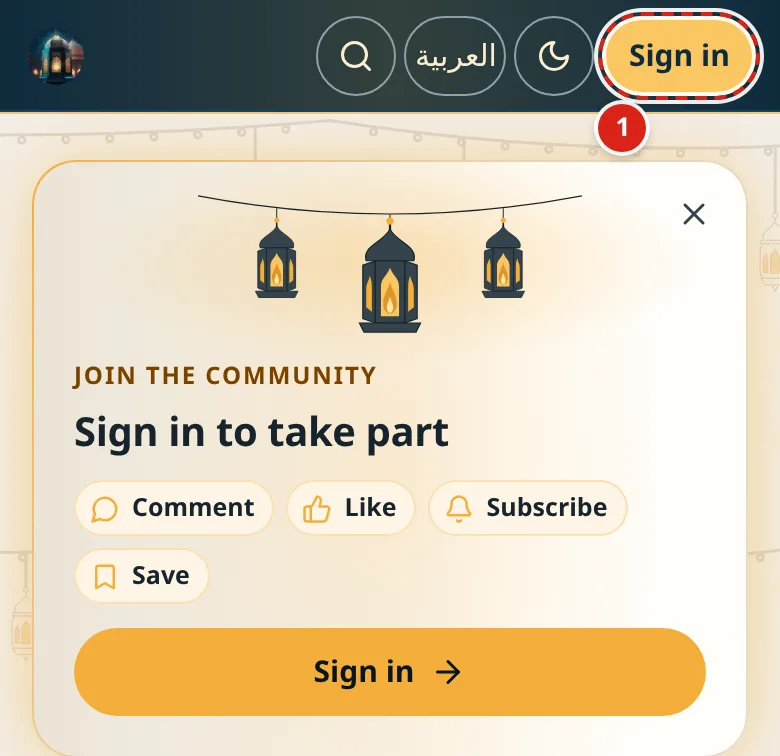 العربية
Sign in
1
JOIN THE COMMUNITY
Sign in to take part
Comment
Like
Subscribe
Save
Sign in